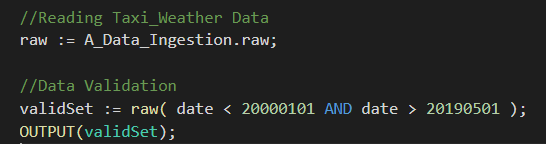 //Reading Taxi_Weather Data
raw := A_Data_Ingestion.raw;
//Data Validation
validSet := raw( date < 20000101 AND date > 20190501 );
OUTPUT(validSet);